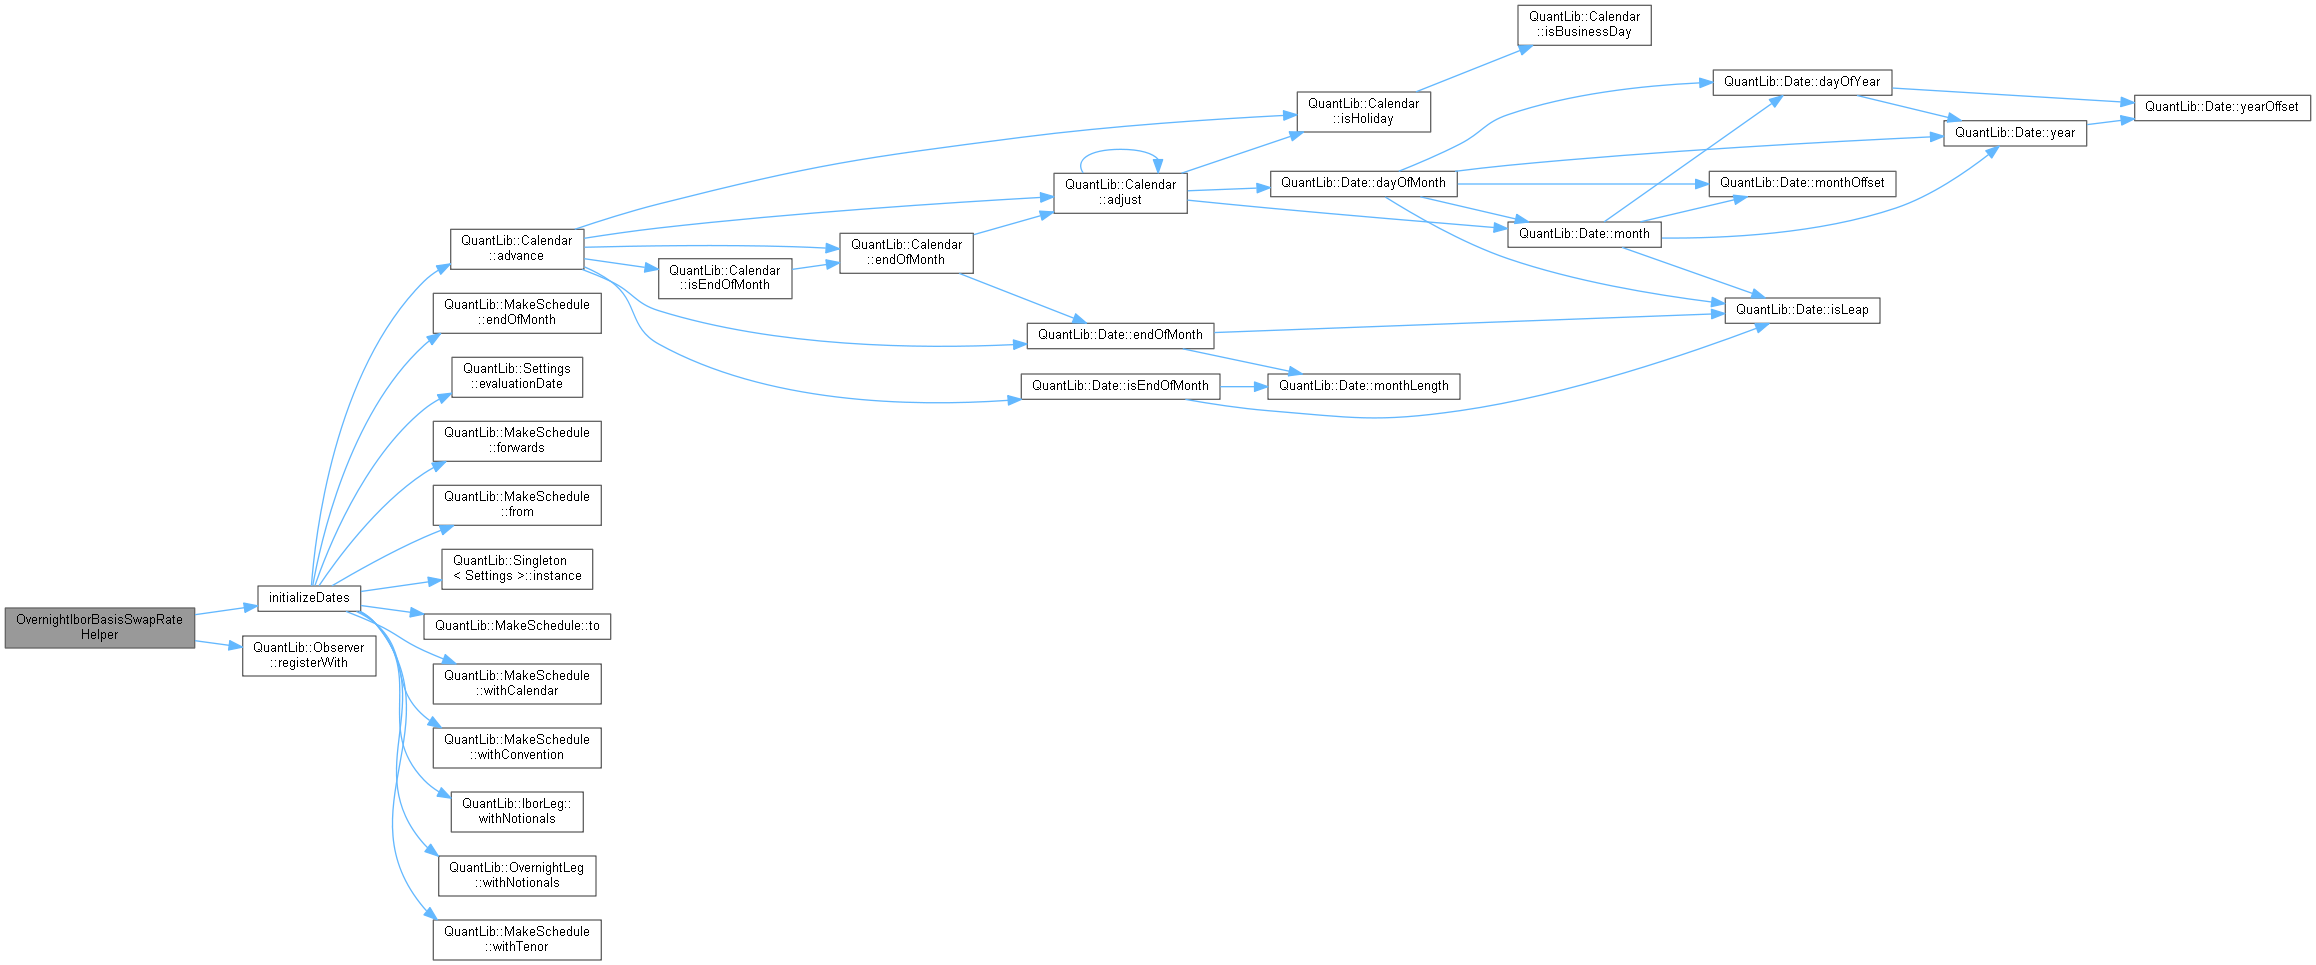 OvernightIborBasisSwapRate
Helper
initializeDates
QuantLib::Observer
::registerWith
QuantLib::Calendar
::advance
QuantLib::MakeSchedule
::endOfMonth
QuantLib::Settings
::evaluationDate
QuantLib::MakeSchedule
::forwards
QuantLib::MakeSchedule
::from
QuantLib::Singleton
< Settings >::instance
QuantLib::MakeSchedule::to
QuantLib::MakeSchedule
::withCalendar
QuantLib::MakeSchedule
::withConvention
QuantLib::IborLeg::
withNotionals
QuantLib::OvernightLeg
::withNotionals
QuantLib::MakeSchedule
::withTenor
QuantLib::Calendar
::isEndOfMonth
QuantLib::Calendar
::endOfMonth
QuantLib::Calendar
::adjust
QuantLib::Date::endOfMonth
QuantLib::Date::isEndOfMonth
QuantLib::Calendar
::isHoliday
QuantLib::Date::dayOfMonth
QuantLib::Date::monthLength
QuantLib::Calendar
::isBusinessDay
QuantLib::Date::month
QuantLib::Date::dayOfYear
QuantLib::Date::monthOffset
QuantLib::Date::isLeap
QuantLib::Date::year
QuantLib::Date::yearOffset